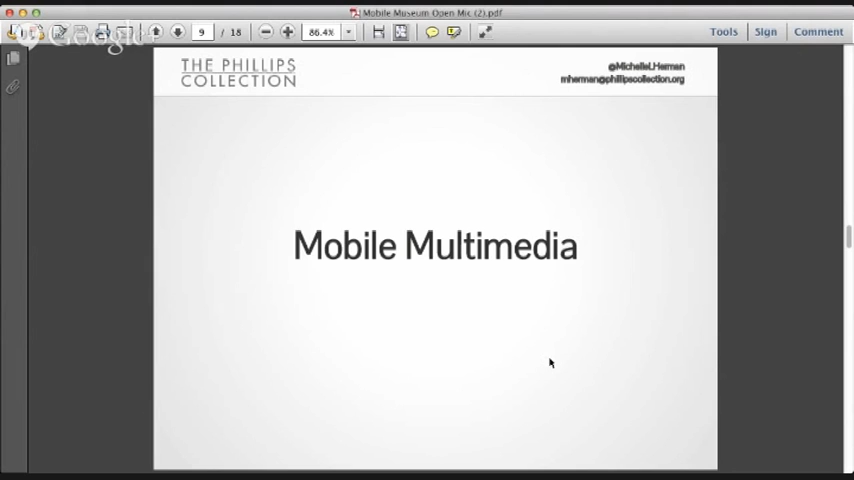 Mobile Museum Open Mic (2).pdf
Google+
9 / 18
86.4%
Tools
Sign
Comment
THE PHILLIPS
COLLECTION
@MichelleLHerman
mherman@phillipscollection.org
Mobile Multimedia